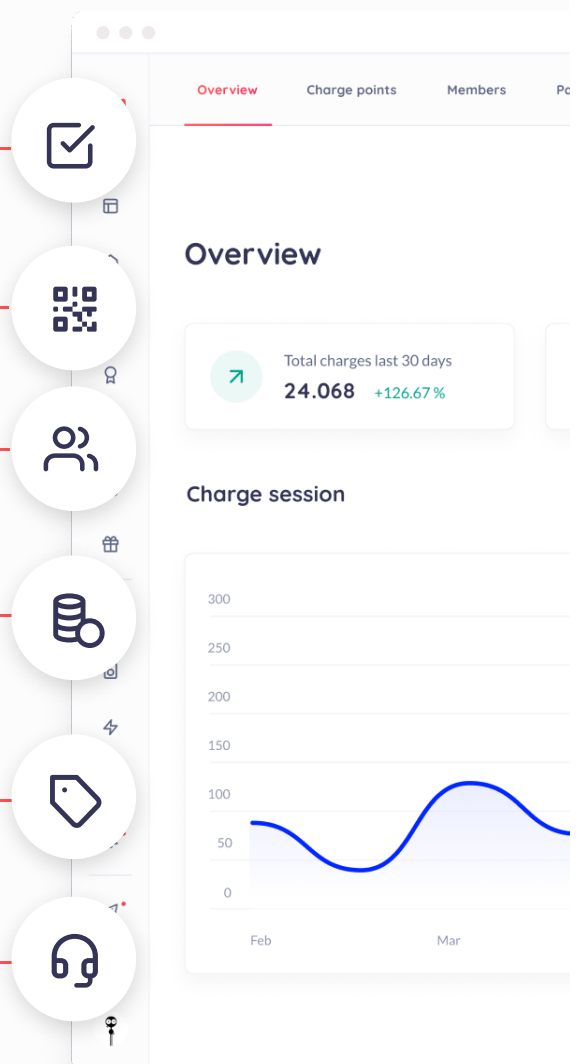 Overview
Charge points
Members
Overview
Total charges last 30 days
24.068 +126.67 %
Charge session
300
250
200
150
100
50
0
Feb
Mar